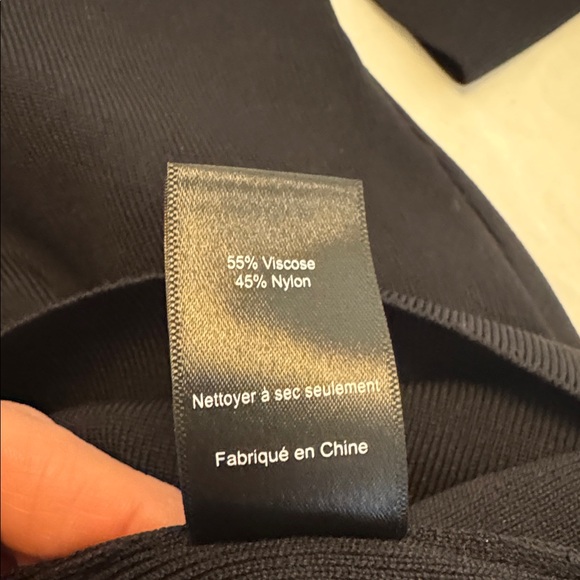 55% Viscose
45% Nylon
Nettoyer à sec seulement
Fabriqué en Chine